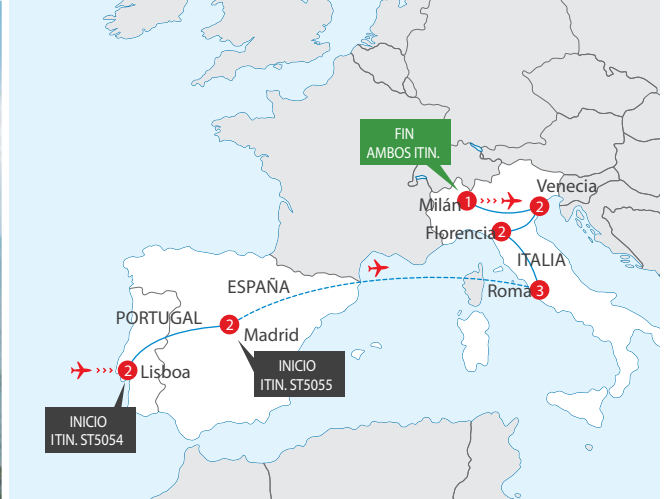 FIN
AMBOS ITIN.
Venecia
Milán
1
2
Florencia
2
ITALIA
ESPAÑA
Roma
3
PORTUGAL
2
Madrid
INICIO
ITIN. ST5055
2
Lisboa
INICIO
ITIN. ST5054